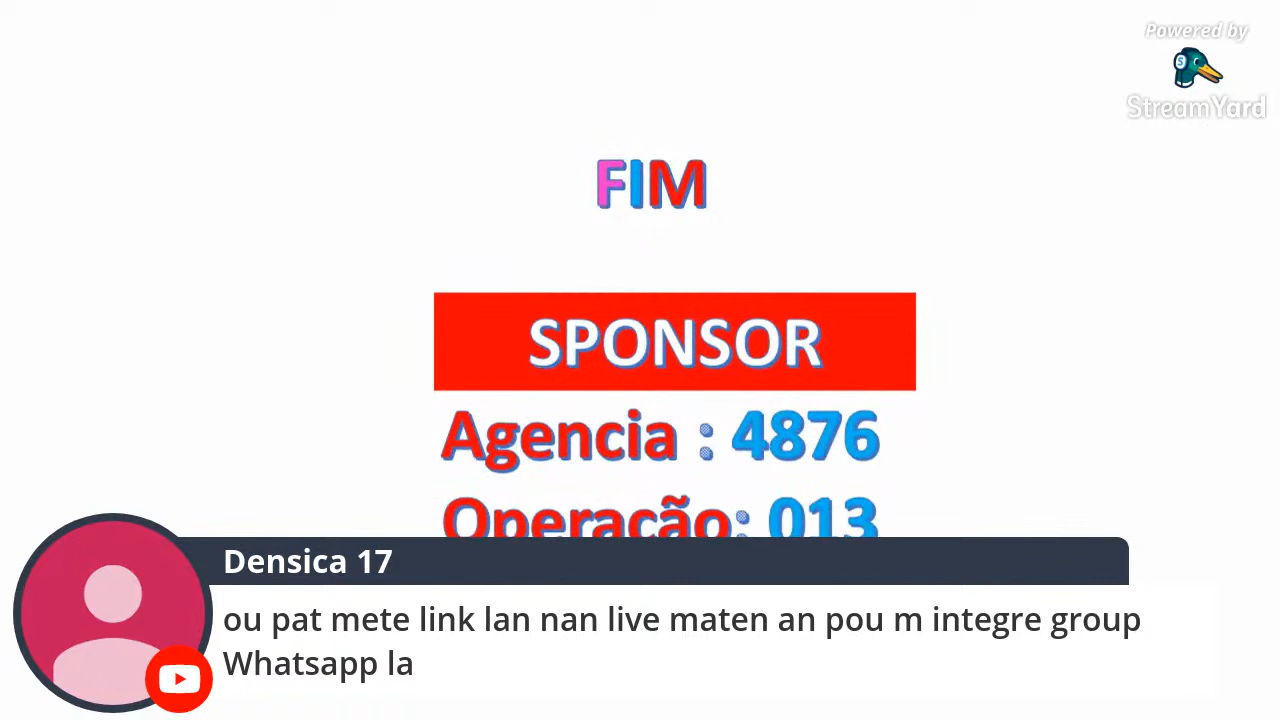 Powered by
StreamYard
FIM
SPONSOR
Agencia : 4876
Operação: 013
Densica 17
ou pat mete link lan nan live maten an pou m integre group
Whatsapp la